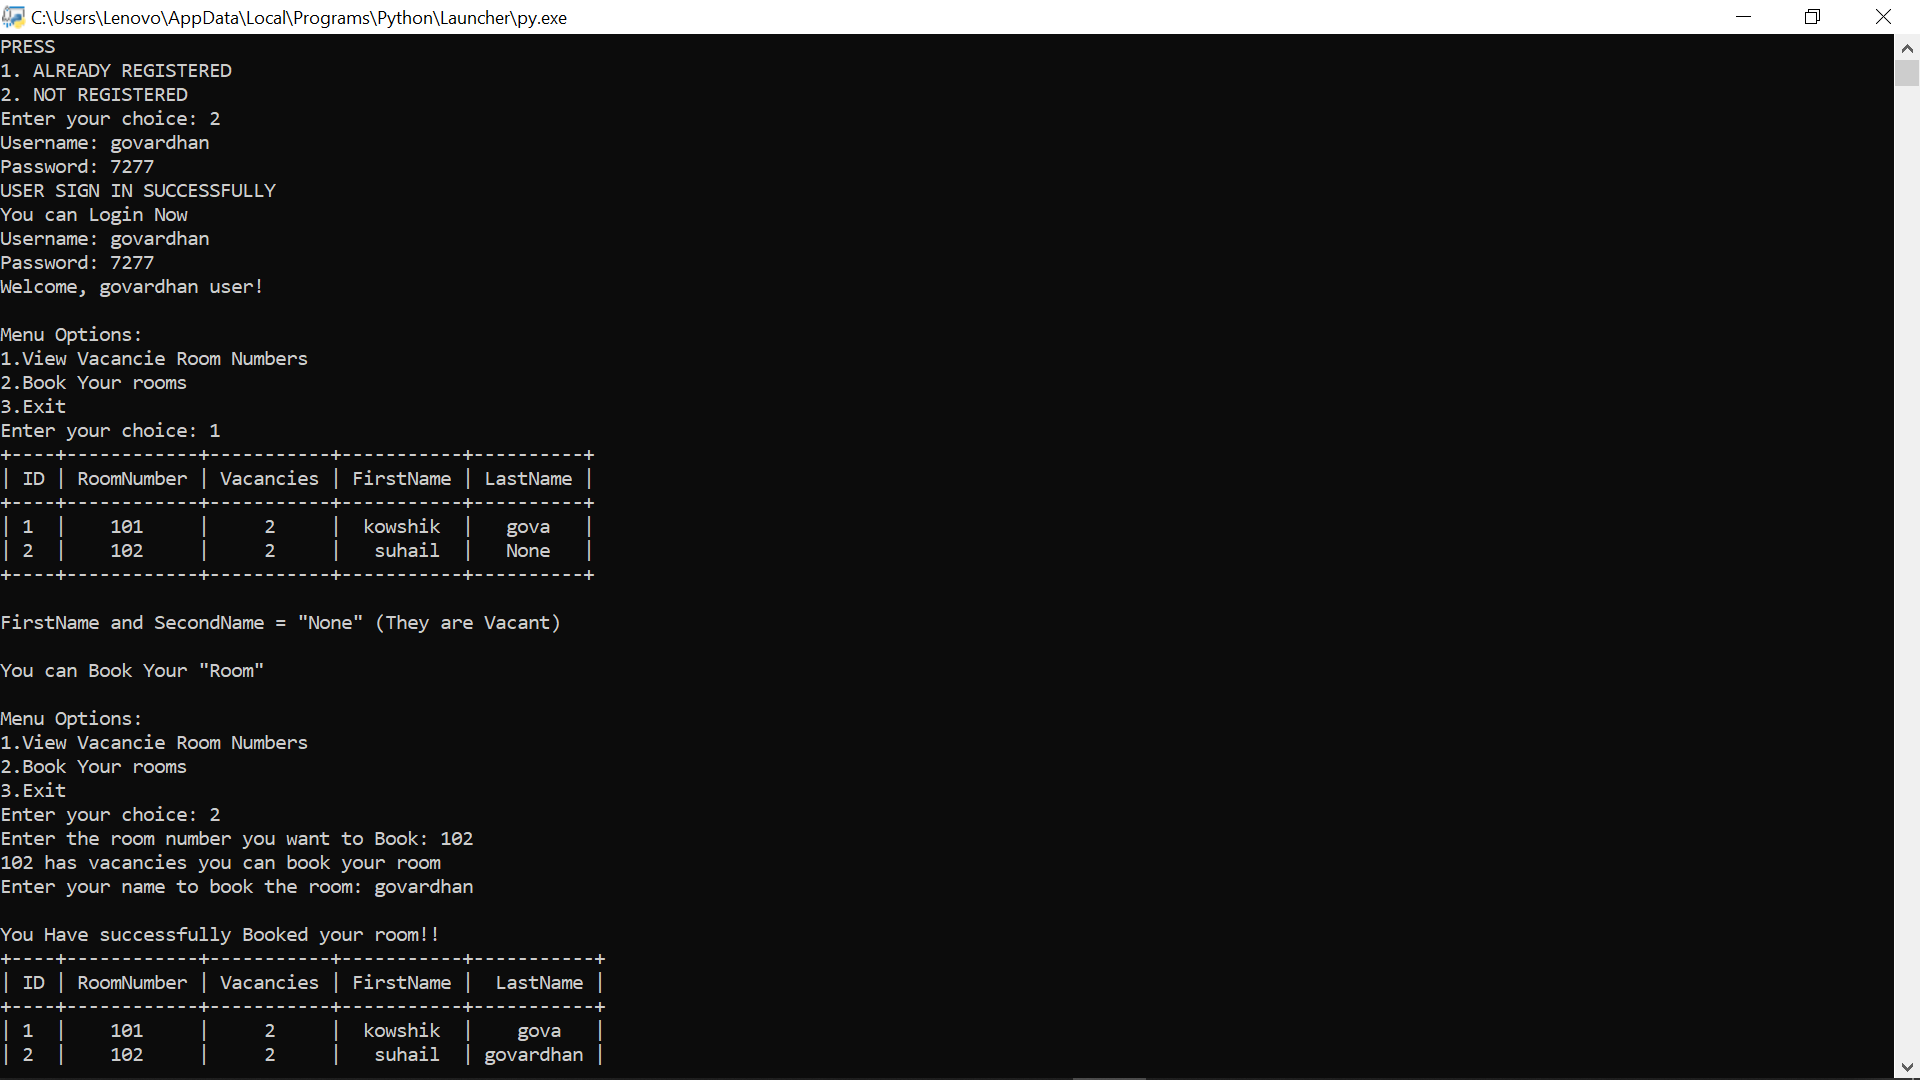 C:\Users\Lenovo\AppData\Local\Programs\Python\Launcher\py.exe
PRESS
1. ALREADY REGISTERED
2. NOT REGISTERED
Enter your choice: 2
Username: govardhan
Password: 7277
USER SIGN IN SUCCESSFULLY
You can Login Now
Username: govardhan
Password: 7277
Welcome, govardhan user!
Menu Options:
1.View Vacancie Room Numbers
2.Book Your rooms
3.Exit
Enter your choice: 1
+----+------------+-----------+-----------+----------+
| ID | RoomNumber | Vacancies | FirstName | LastName |
+----+------------+-----------+-----------+----------+
| 1  |    101     |     2     |  kowshik  |   gova   |
| 2  |    102     |     2     |   suhail  |   None   |
+----+------------+-----------+-----------+----------+
FirstName and SecondName = "None" (They are Vacant)
You can Book Your "Room"
Menu Options:
1.View Vacancie Room Numbers
2.Book Your rooms
3.Exit
Enter your choice: 2
Enter the room number you want to Book: 102
102 has vacancies you can book your room
Enter your name to book the room: govardhan
You Have successfully Booked your room!!
+----+------------+-----------+-----------+-----------+
| ID | RoomNumber | Vacancies | FirstName |  LastName |
+----+------------+-----------+-----------+-----------+
| 1  |    101     |     2     |  kowshik  |    gova   |
| 2  |    102     |     2     |   suhail  | govardhan |